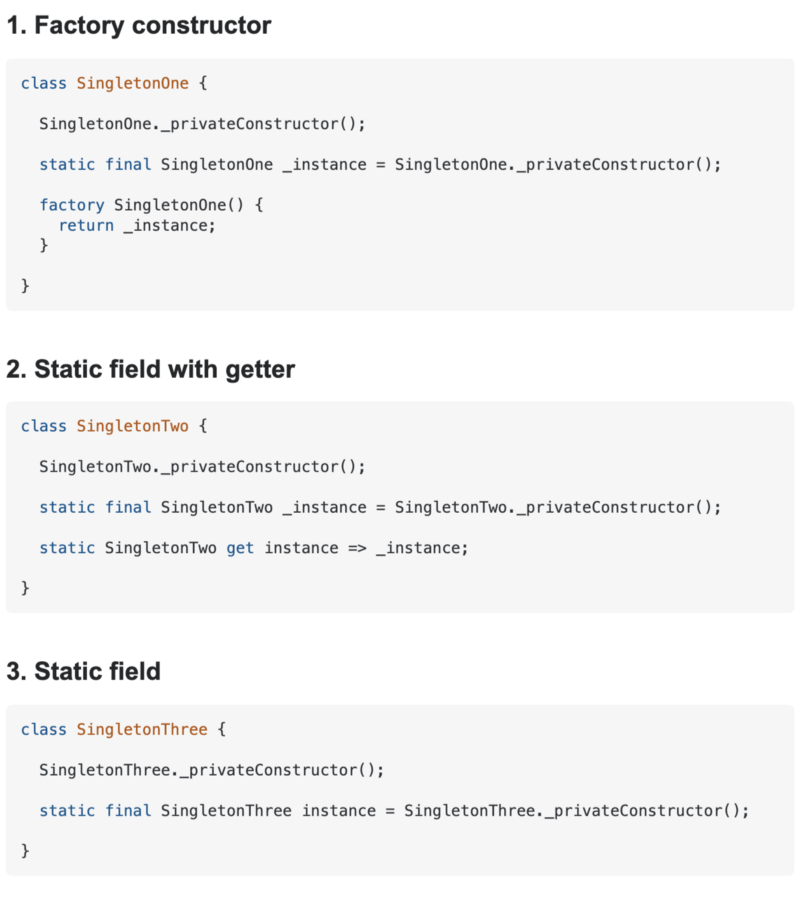 1. Factory constructor
class SingletonOne {
SingletonOne._privateConstructor();
static final SingletonOne _instance = SingletonOne._privateConstructor();
factory SingletonOne() {
return _instance;
}
}
2. Static field with getter
class SingletonTwo {
SingletonTwo._privateConstructor();
static final SingletonTwo _instance = SingletonTwo._privateConstructor();
static SingletonTwo get instance => _instance;
}
3. Static field
class SingletonThree {
SingletonThree._privateConstructor();
static final SingletonThree instance = SingletonThree._privateConstructor();
}